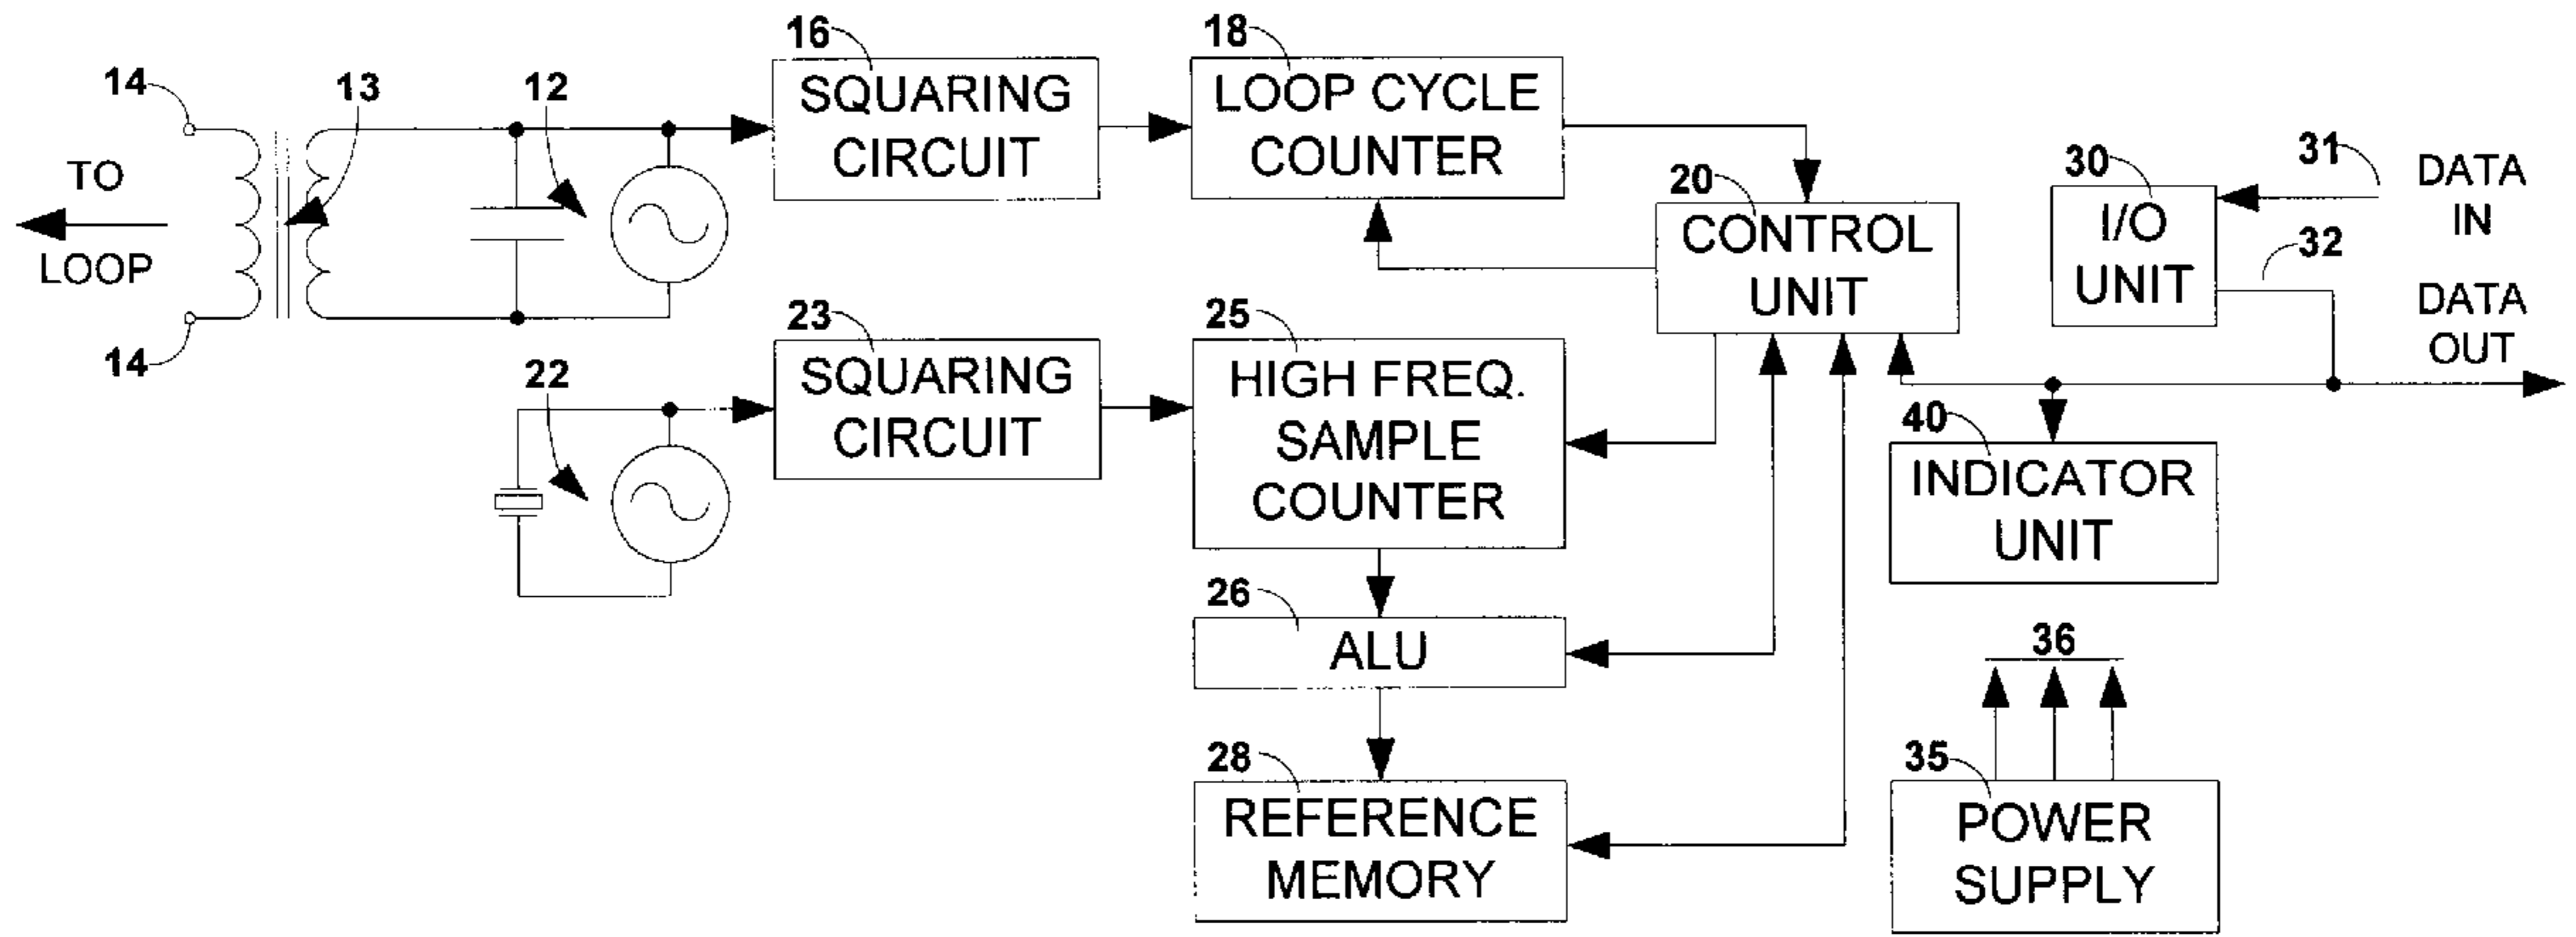 14
TO
LOOP
14
13
12
16
SQUARING
CIRCUIT
18
LOOP CYCLE
COUNTER
20
CONTROL
UNIT
30
I/O
UNIT
31
DATA
IN
32
DATA
OUT
22
23
SQUARING
CIRCUIT
25
HIGH FREQ.
SAMPLE
COUNTER
40
INDICATOR
UNIT
26
ALU
36
28
REFERENCE
MEMORY
35
POWER
SUPPLY